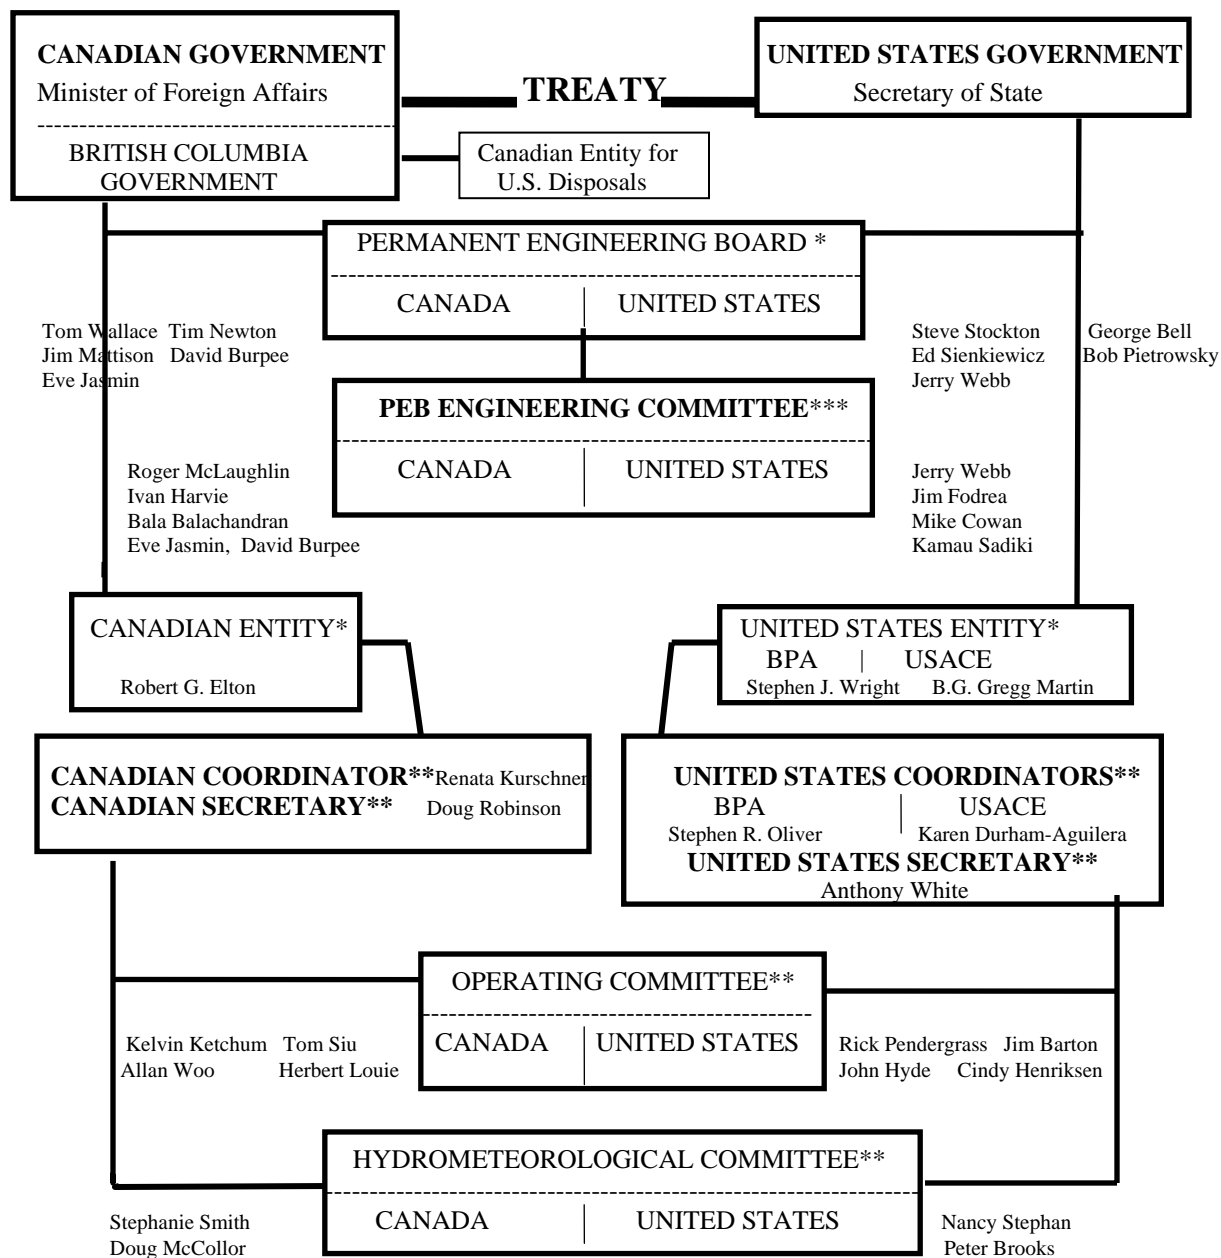 CANADIAN GOVERNMENT
Minister of Foreign Affairs
BRITISH COLUMBIA
GOVERNMENT
TREATY
UNITED STATES GOVERNMENT
Secretary of State
Canadian Entity for
U.S. Disposals
PERMANENT ENGINEERING BOARD *
CANADA | UNITED STATES
Tom Wallace Tim Newton
Jim Mattison David Burpee
Eve Jasmin
Steve Stockton George Bell
Ed Sienkiewicz Bob Pietrowsky
Jerry Webb
PEB ENGINEERING COMMITTEE***
CANADA | UNITED STATES
Roger McLaughlin
Ivan Harvie
Bala Balachandran
Eve Jasmin, David Burpee
Jerry Webb
Jim Fodrea
Mike Cowan
Kamau Sadiki
CANADIAN ENTITY*
Robert G. Elton
UNITED STATES ENTITY*
BPA | USACE
Stephen J. Wright B.G. Gregg Martin
CANADIAN COORDINATOR**Renata Kurschner
CANADIAN SECRETARY** Doug Robinson
UNITED STATES COORDINATORS**
BPA | USACE
Stephen R. Oliver Karen Durham-Aguilera
UNITED STATES SECRETARY**
Anthony White
OPERATING COMMITTEE**
CANADA | UNITED STATES
Kelvin Ketchum Tom Siu
Allan Woo Herbert Louie
Rick Pendergrass Jim Barton
John Hyde Cindy Henriksen
HYDROMETEOROLOGICAL COMMITTEE**
CANADA | UNITED STATES
Stephanie Smith
Doug McCollor
Nancy Stephan
Peter Brooks